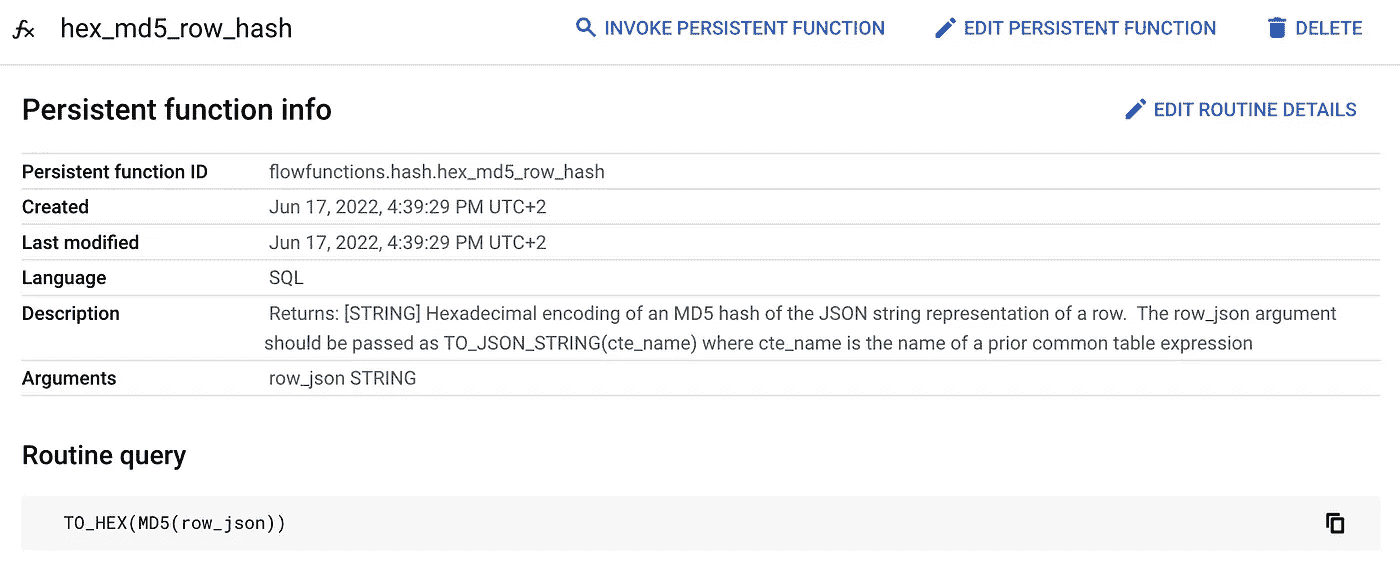 fx hex_md5_row_hash INVOKE PERSISTENT FUNCTION EDIT PERSISTENT FUNCTION DELETE
Persistent function info EDIT ROUTINE DETAILS
Persistent function ID flowfunctions.hash.hex_md5_row_hash
Created Jun 17, 2022, 4:39:29 PM UTC+2
Last modified Jun 17, 2022, 4:39:29 PM UTC+2
Language SQL
Description Returns: [STRING] Hexadecimal encoding of an MD5 hash of the JSON string representation of a row. The row_json argument
should be passed as TO_JSON_STRING(cte_name) where cte_name is the name of a prior common table expression
Arguments row_json STRING
Routine query
TO_HEX(MD5(row_json))